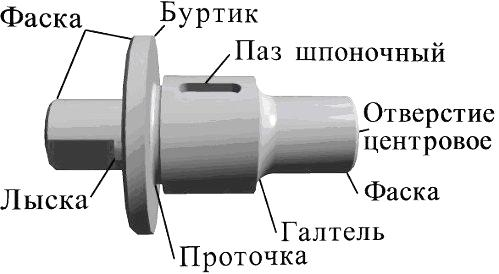 Фаска
Буртик
Паз шпоночный
Отверстие
центровое
Лыска
Фаска
Галтель
Проточка